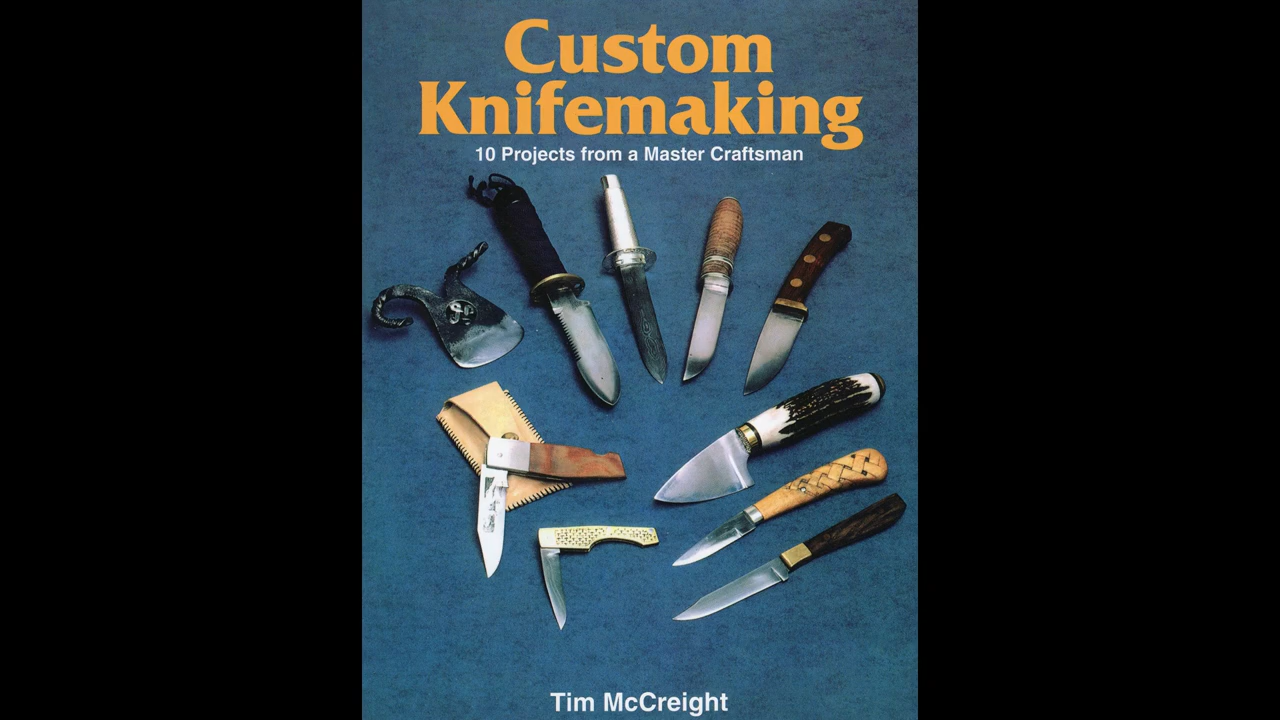 Custom
Knifemaking
10 Projects from a Master Craftsman
Tim McCreight